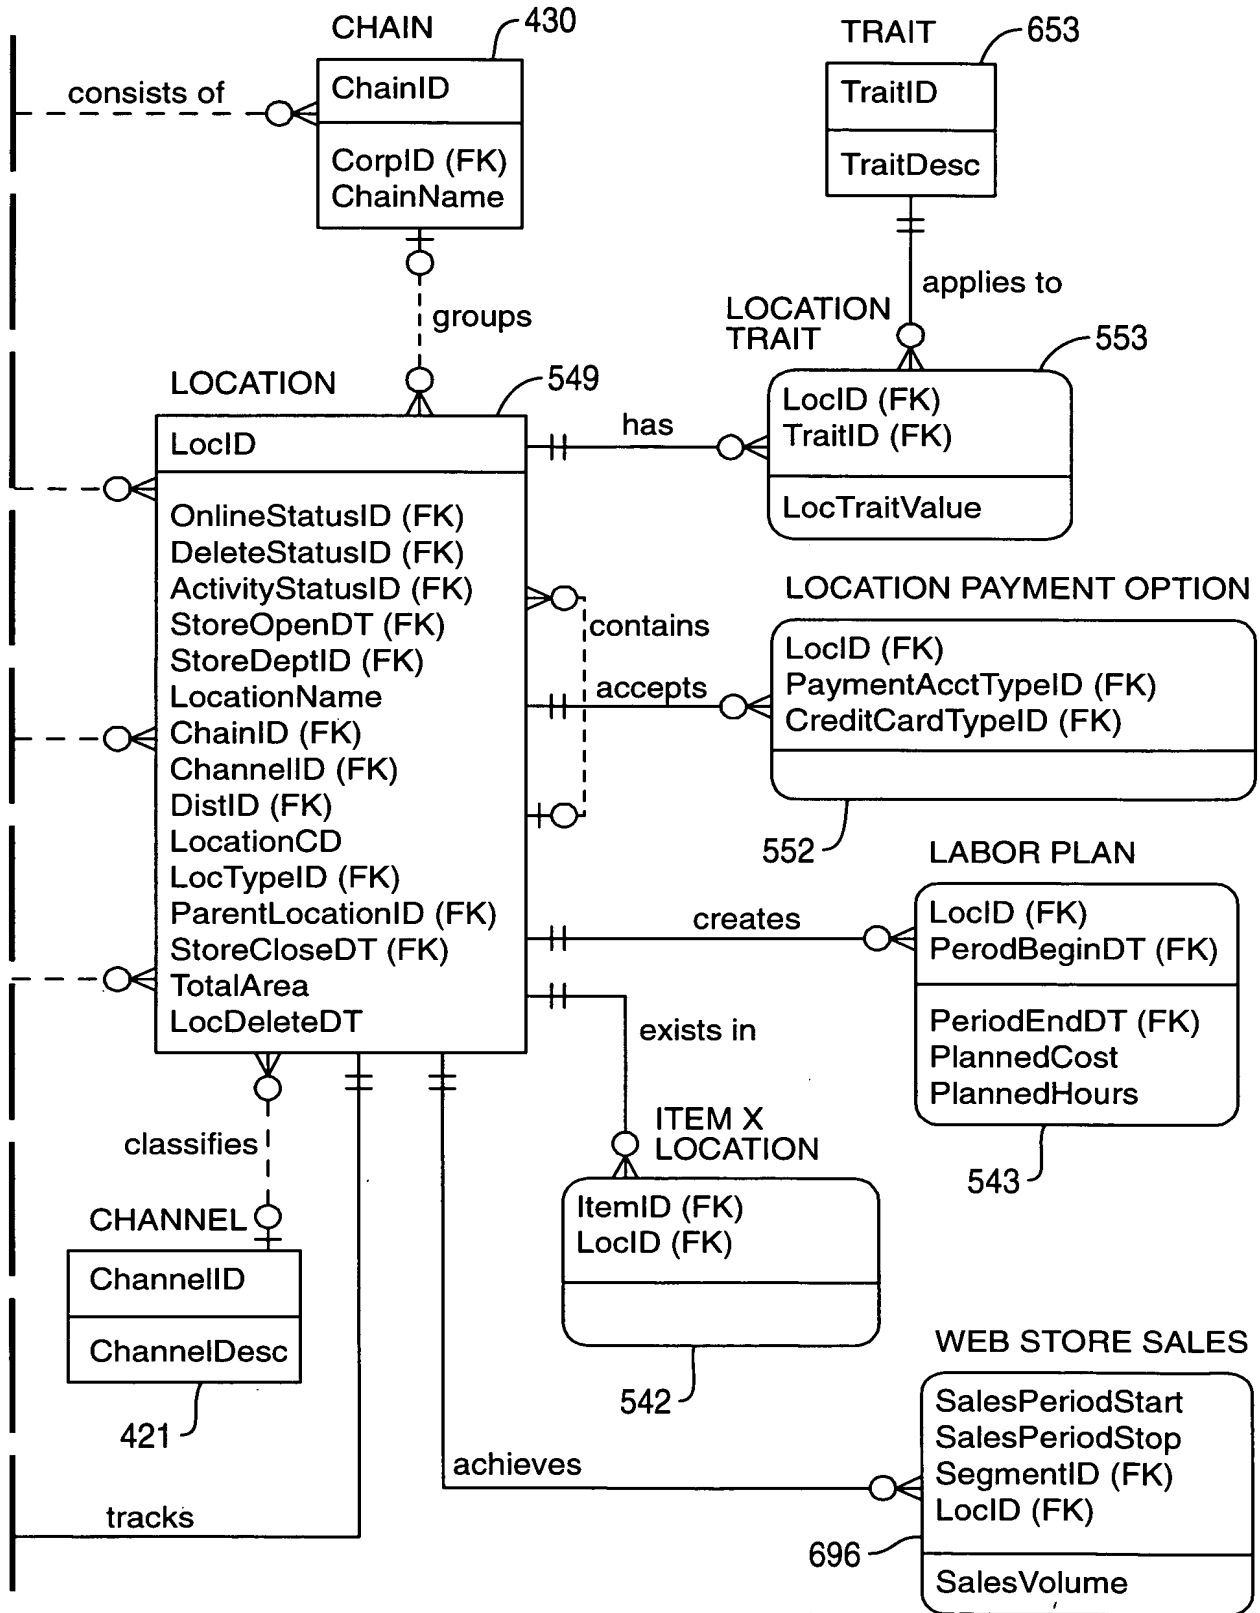 CHAIN
430
consists of
ChainID
CorpID (FK)
ChainName
groups
TRAIT
653
TraitID
TraitDesc
applies to
LOCATION
TRAIT
553
LocID (FK)
TraitID (FK)
LocTraitValue
LOCATION
549
LocID
OnlineStatusID (FK)
DeleteStatusID (FK)
ActivityStatusID (FK)
StoreOpenDT (FK)
StoreDeptID (FK)
LocationName
ChainID (FK)
ChannelID (FK)
DistID (FK)
LocationCD
LocTypeID (FK)
ParentLocationID (FK)
StoreCloseDT (FK)
TotalArea
LocDeleteDT
has
contains
accepts
LOCATION PAYMENT OPTION
LocID (FK)
PaymentAcctTypeID (FK)
CreditCardTypeID (FK)
552
LABOR PLAN
creates
LocID (FK)
PerodBeginDT (FK)
PeriodEndDT (FK)
PlannedCost
PlannedHours
543
exists in
ITEM X
LOCATION
ItemID (FK)
LocID (FK)
542
classifies
CHANNEL
ChannelID
ChannelDesc
421
WEB STORE SALES
achieves
SalesPeriodStart
SalesPeriodStop
SegmentID (FK)
LocID (FK)
696
SalesVolume
tracks